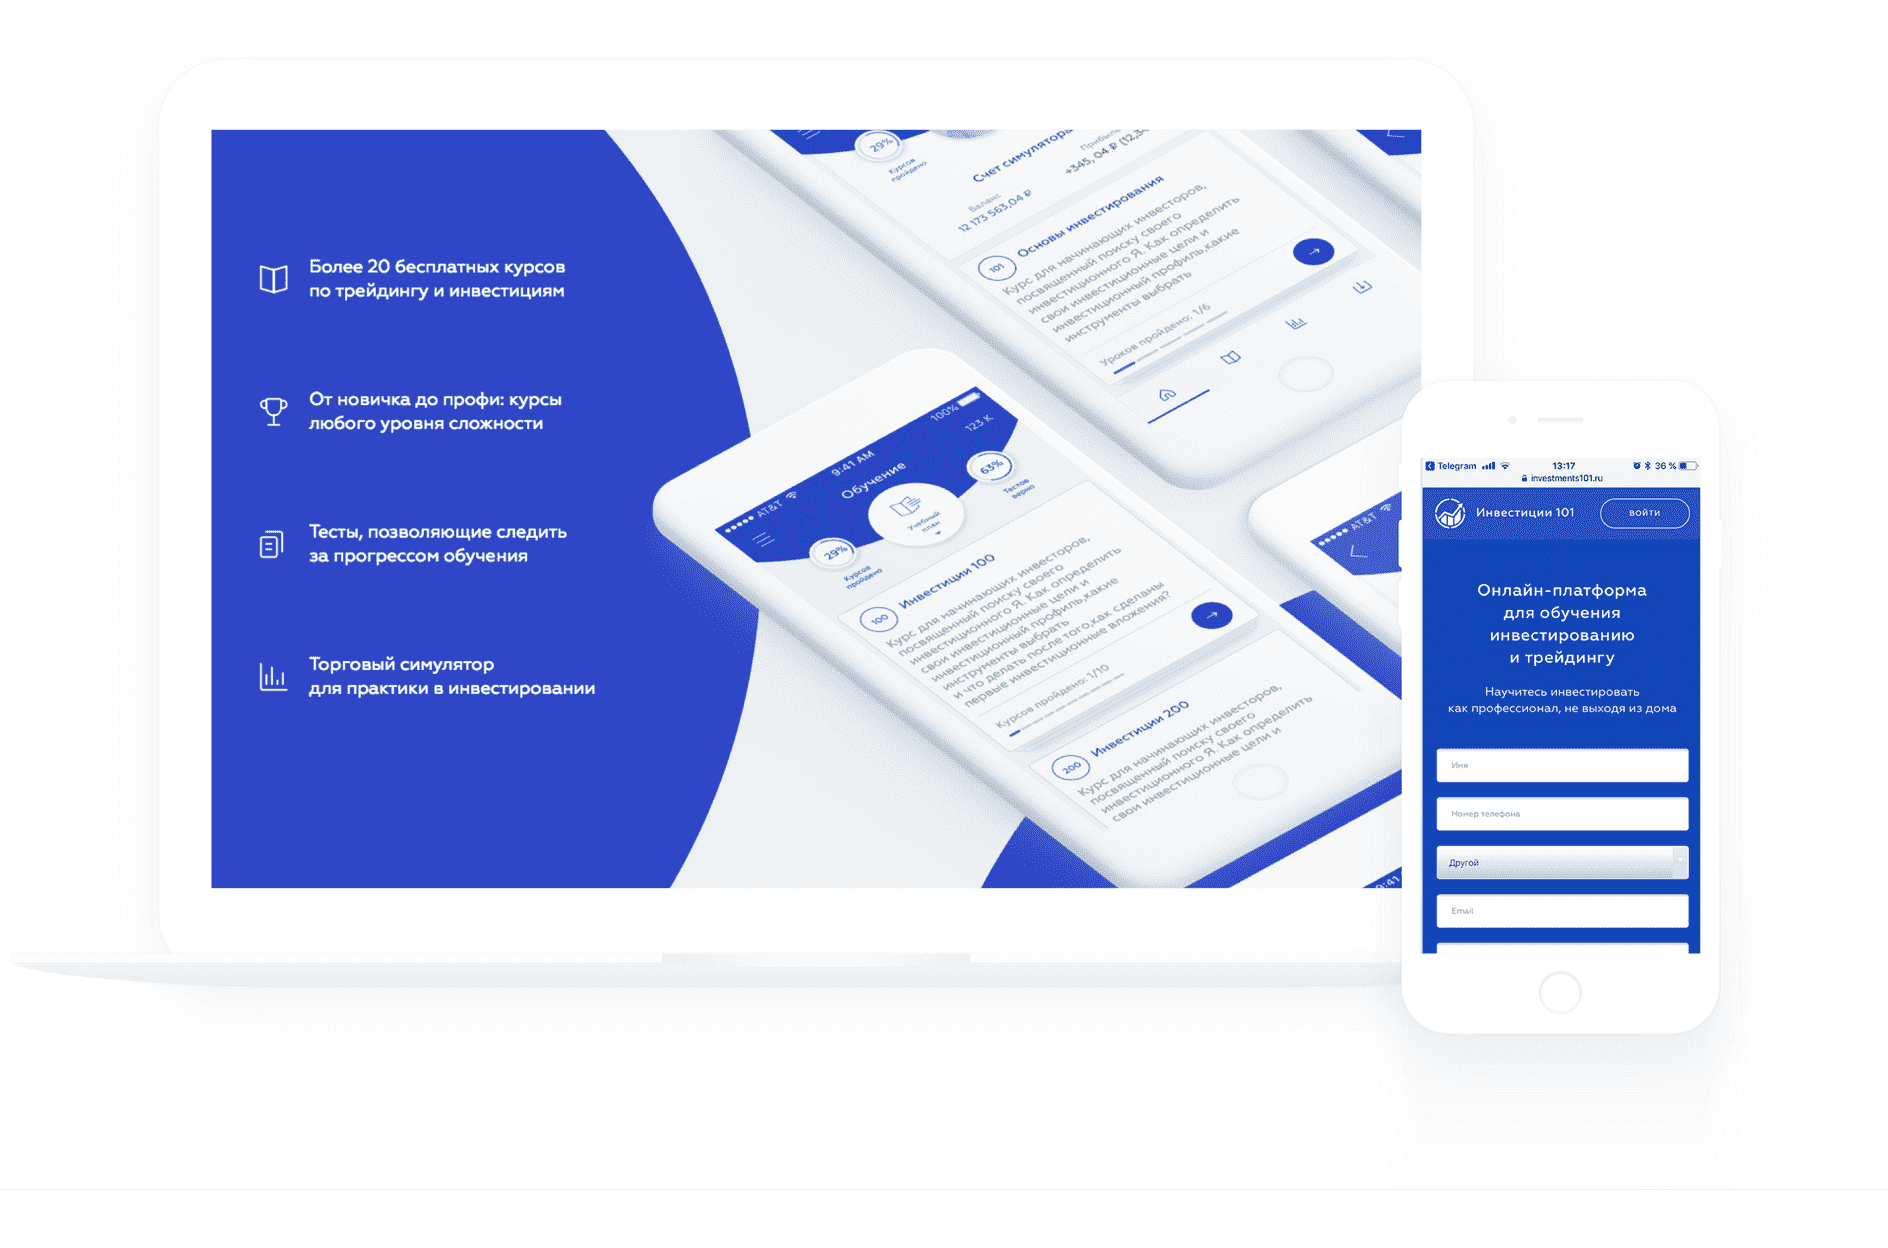 Более 20 бесплатных курсов
по трейдингу и инвестициям
От новичка до профи: курсы
любого уровня сложности
Тесты, позволяющие следить
за прогрессом обучения
Торговый симулятор
для практики в инвестировании
29%
Курсов
пройдено
Счет симулятора
Баланс
12 173 563,04 ₽
+345, 04 ₽ (12,34
101 Основы инвестирования
Курс для начинающих инвесторов,
посвященный поиску своего
инвестиционного Я. Как определить
свои инвестиционные цели и
инвестиционный профиль,какие
инструменты выбрать
Уроков пройдено: 1/6
AT&T 9:41 AM 100%
Обучение 123 K
29%
Курсов
пройдено
Учебный
план
63%
Тестов
верно
100 Инвестиции 100
Курс для начинающих инвесторов,
посвященный поиску своего
инвестиционного Я. Как определить
свои инвестиционные цели и
инвестиционный профиль,какие
инструменты выбрать
и что делать после того,как сделаны
первые инвестиционные вложения?
Курсов пройдено: 1/10
200 Инвестиции 200
Курс для начинающих инвесторов,
посвященный поиску своего
инвестиционного Я. Как определить
свои инвестиционные цели и
AT&T
9:41
Telegram 13:17 36 %
investments101.ru
Инвестиции 101 ВОЙТИ
Онлайн-платформа
для обучения
инвестированию
и трейдингу
Научитесь инвестировать
как профессионал, не выходя из дома
Имя
Номер телефона
Другой
Email